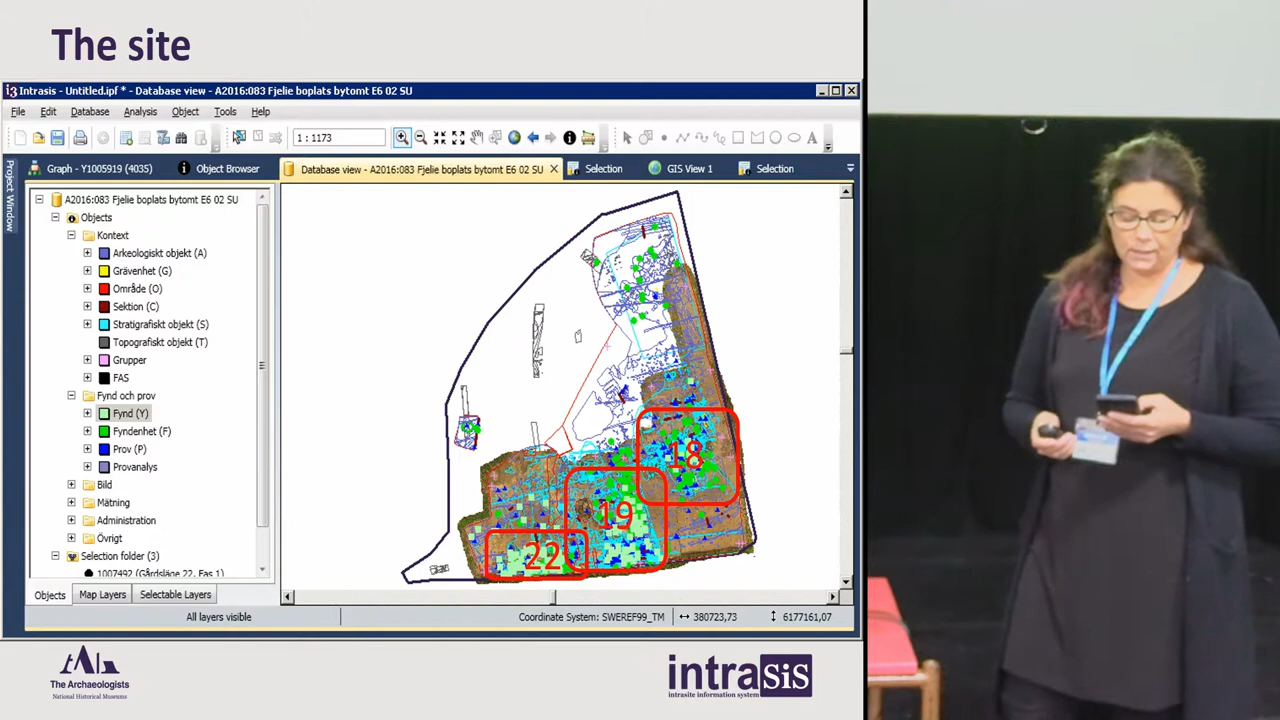 The site
i3 Intrasis - Untitled.ipf * - Database view - A2016:083 Fjelie boplats bytomt E6 02 SU
File Edit Database Analysis Object Tools Help
1 : 1173
Project Window
Graph - Y1005919 (4035)
Object Browser
Database view - A2016:083 Fjelie boplats bytomt E6 02 SU
Selection
GIS View 1
Selection
A2016:083 Fjelie boplats bytomt E6 02 SU
Objects
Kontext
Arkeologiskt objekt (A)
Grävenhet (G)
Område (O)
Sektion (C)
Stratigrafiskt objekt (S)
Topografiskt objekt (T)
Grupper
FAS
Fynd och prov
Fynd (Y)
Fyndenhet (F)
Prov (P)
Provanalys
Bild
Mätning
Administration
Övrigt
Selection folder (3)
1007492 (Gårdsläge 22, Fas 1)
18
19
22
Objects
Map Layers
Selectable Layers
All layers visible
Coordinate System: SWEREF99_TM
380723,73
6177161,07
The Archaeologists
National Historical Museums
intrasis
intrasite information system